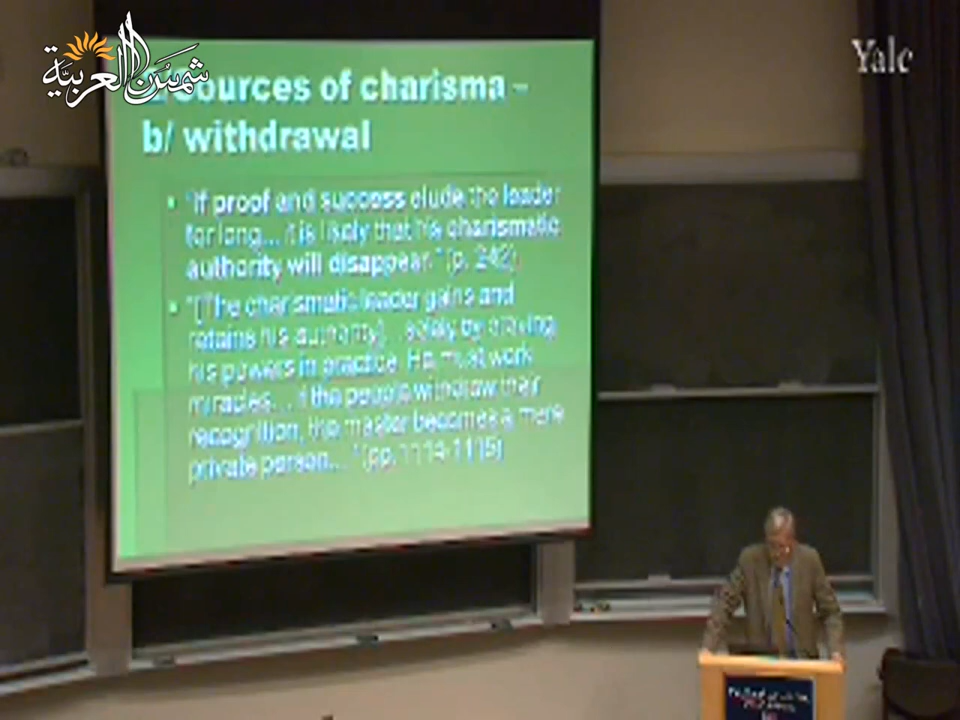 شمس العربية
Yale
Sources of charisma –
b/ withdrawal
"If proof and success elude the leader
for long... it is likely that his charismatic
authority will disappear." (p. 242)
"[The charismatic leader gains and
retains his authority]... solely by proving
his powers in practice. He must work
miracles... If the people withdraw their
recognition, the master becomes a mere
private person..." (pp. 1114-1115)